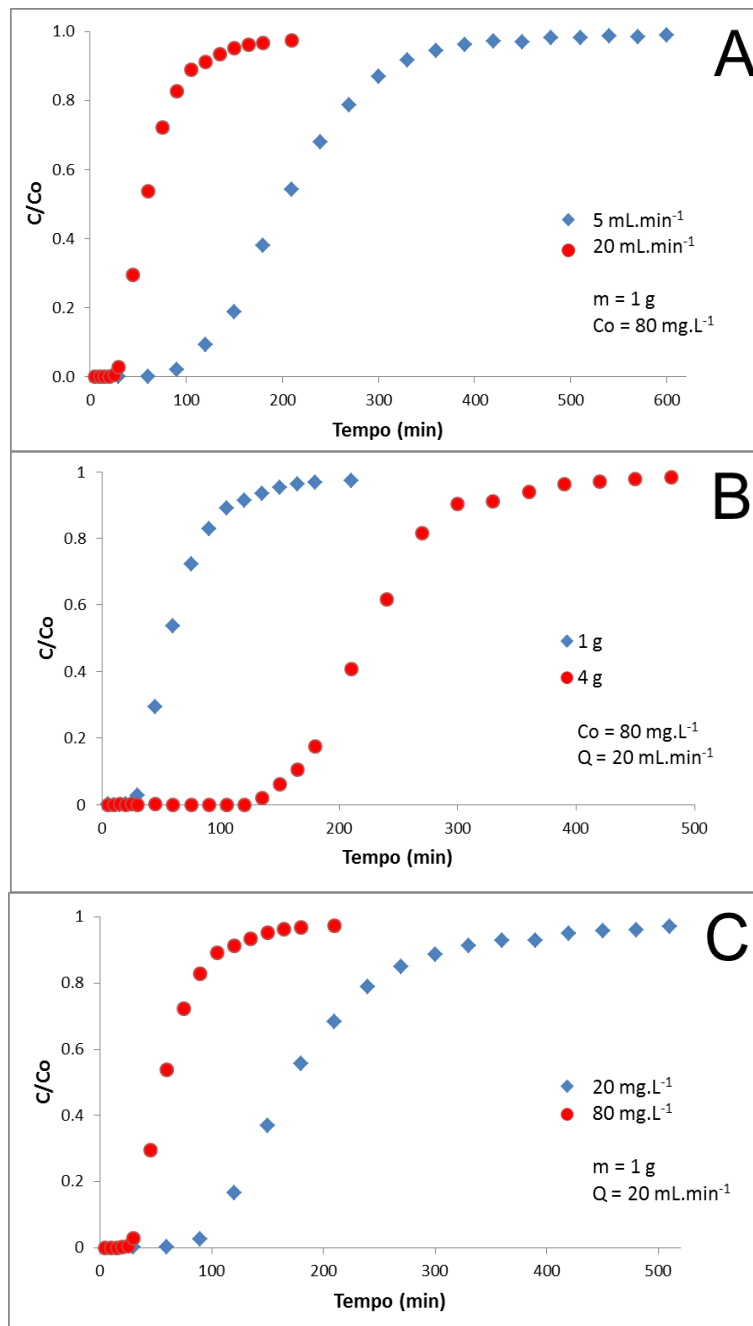 A
1.0
0.8
0.6
0.4
0.2
0.0
C/Co
5 mL.min⁻¹
20 mL.min⁻¹
m = 1 g
Co = 80 mg.L⁻¹
0 100 200 300 400 500 600
Tempo (min)
B
1
0.8
0.6
0.4
0.2
0
C/Co
1 g
4 g
Co = 80 mg.L⁻¹
Q = 20 mL.min⁻¹
0 100 200 300 400 500
Tempo (min)
C
1
0.8
0.6
0.4
0.2
0
C/Co
20 mg.L⁻¹
80 mg.L⁻¹
m = 1 g
Q = 20 mL.min⁻¹
0 100 200 300 400 500
Tempo (min)